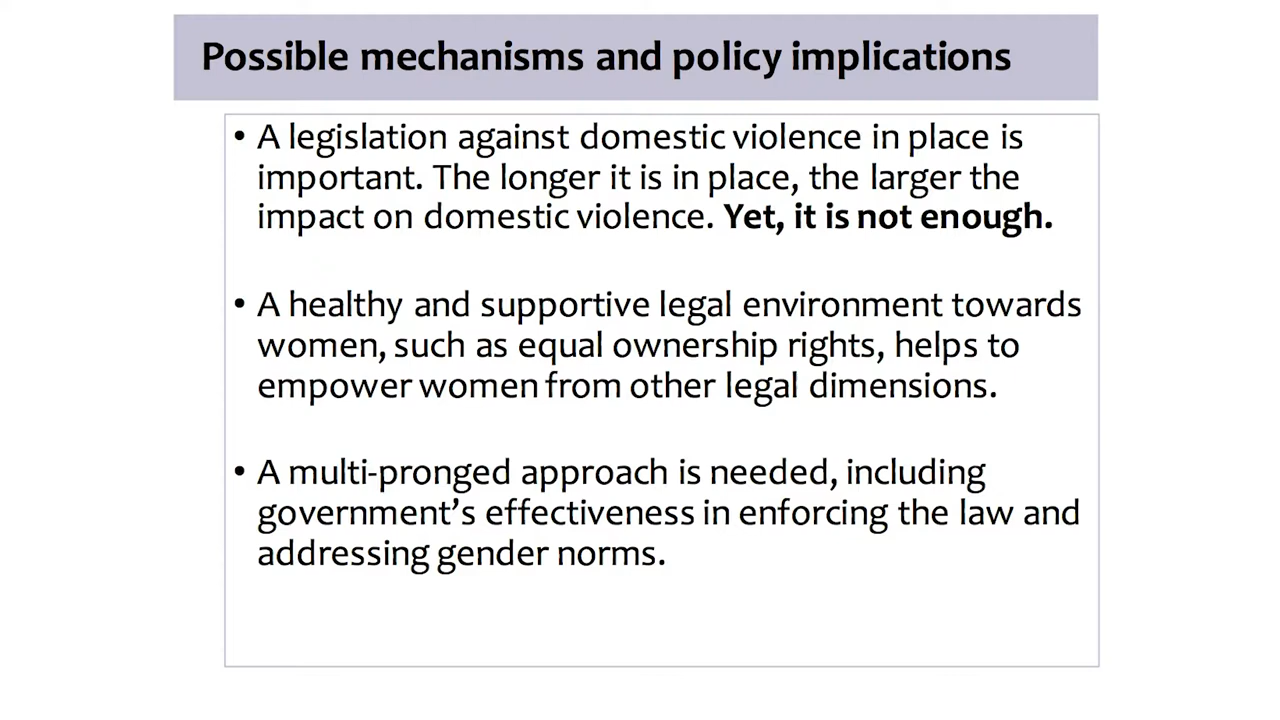 Possible mechanisms and policy implications
• A legislation against domestic violence in place is
important. The longer it is in place, the larger the
impact on domestic violence. Yet, it is not enough.
• A healthy and supportive legal environment towards
women, such as equal ownership rights, helps to
empower women from other legal dimensions.
• A multi-pronged approach is needed, including
government’s effectiveness in enforcing the law and
addressing gender norms.